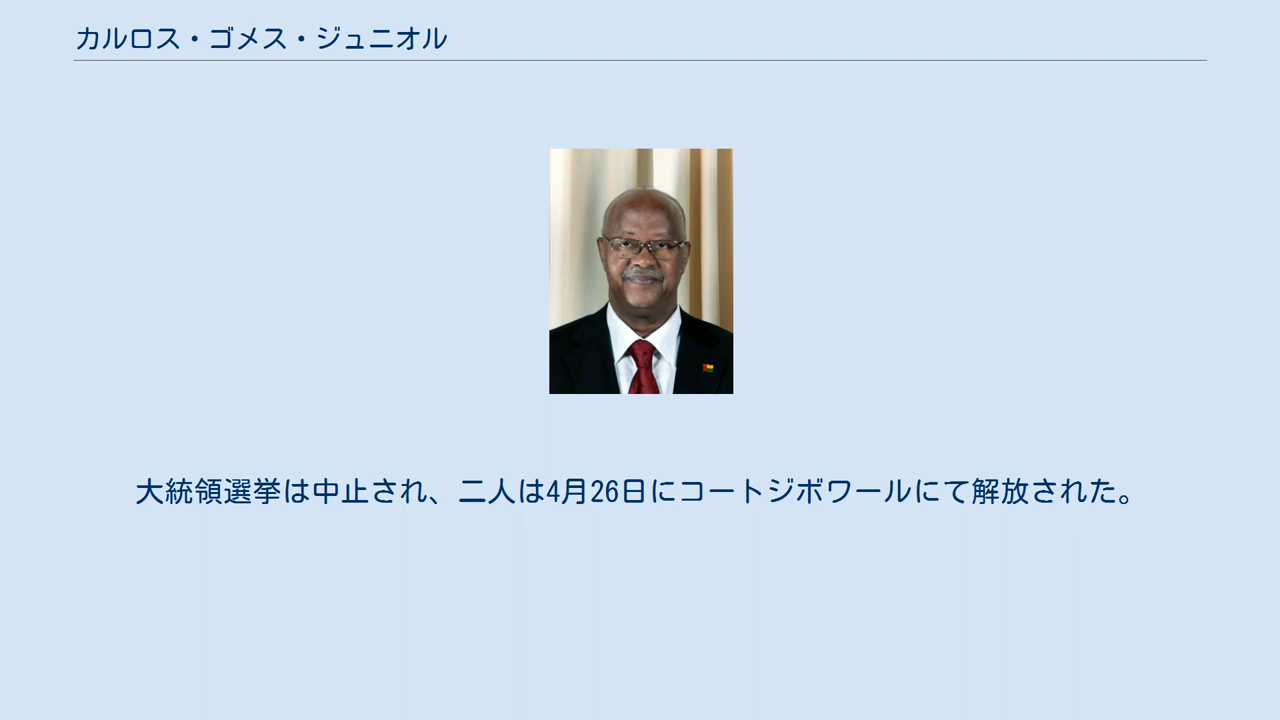 カルロス・ゴメス・ジュニオル
大統領選挙は中止され、二人は4月26日にコートジボワールにて解放された。